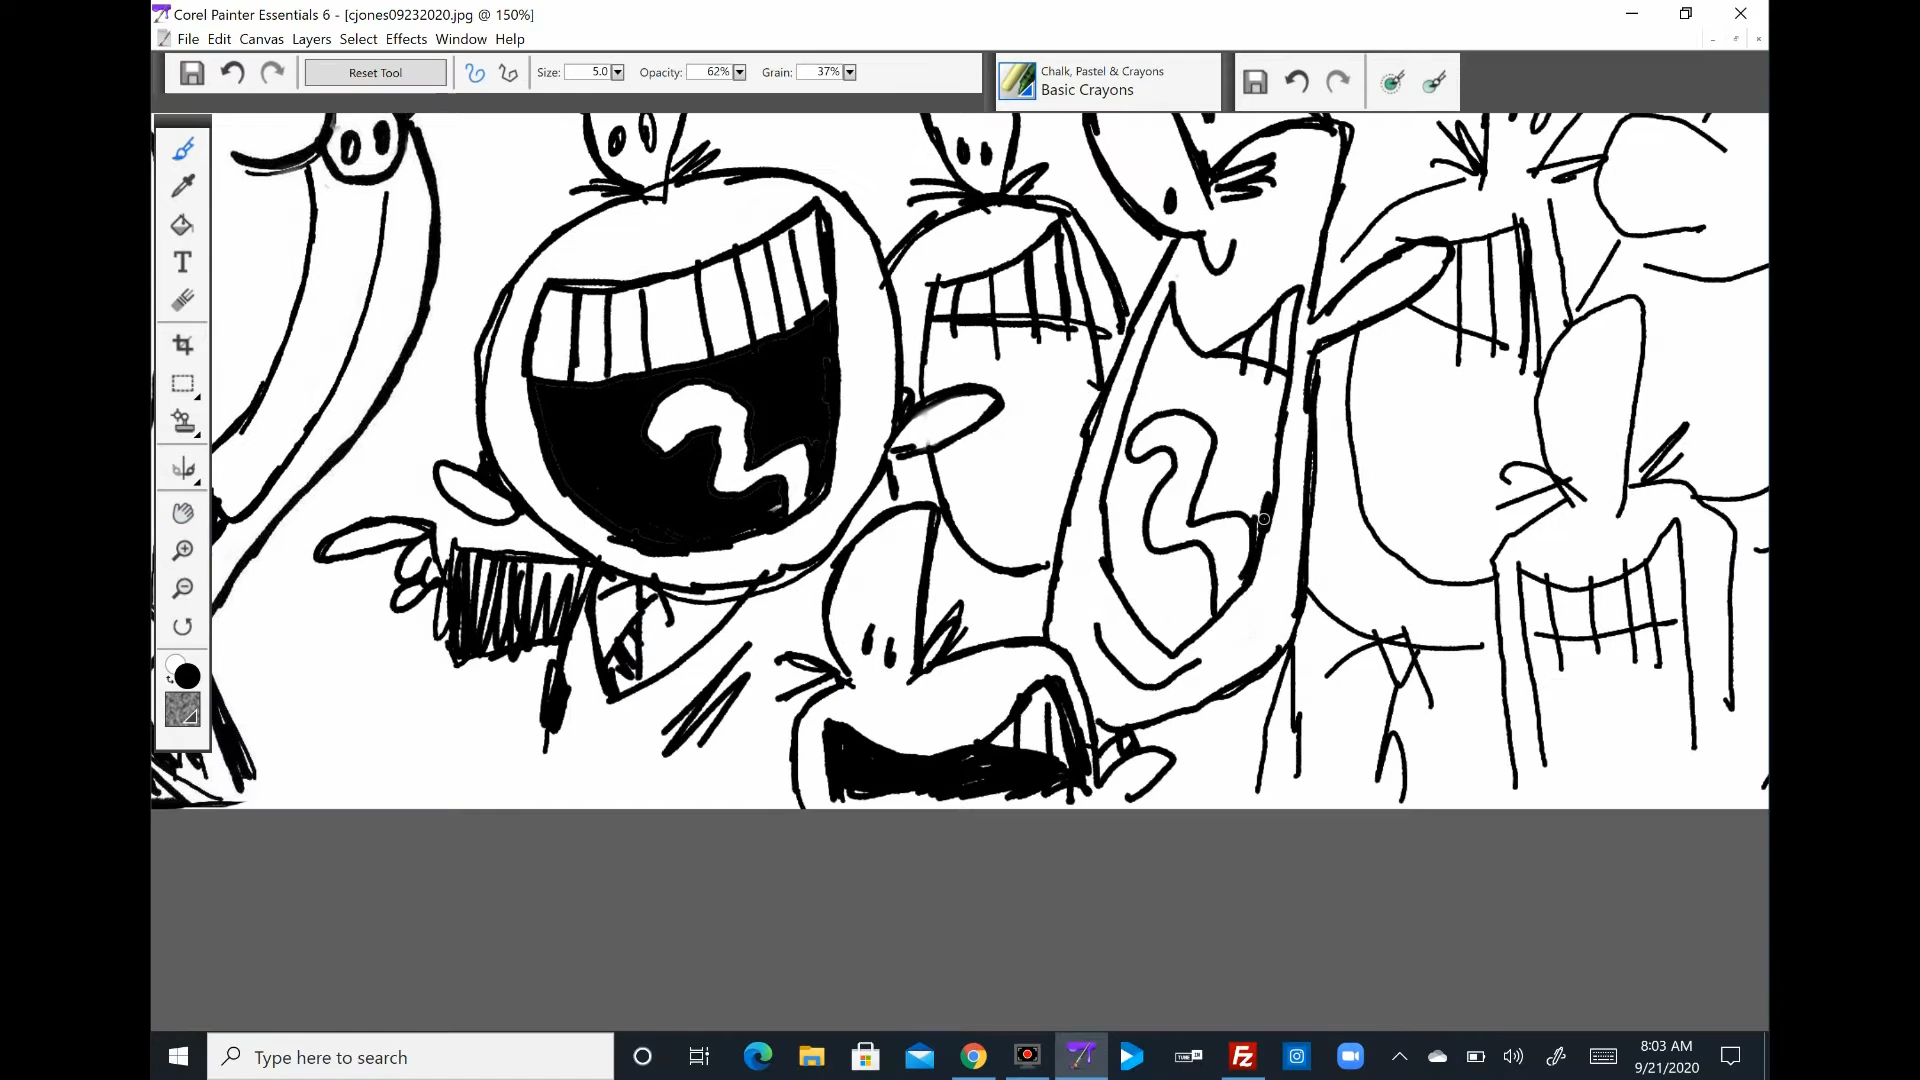 Corel Painter Essentials 6 - [cjones09232020.jpg @ 150%]
File Edit Canvas Layers Select Effects Window Help
Reset Tool Size: 5.0 Opacity: 62% Grain: 37%
Chalk, Pastel & Crayons
Basic Crayons
T
Type here to search
TUBE
Fz
8:03 AM
9/21/2020